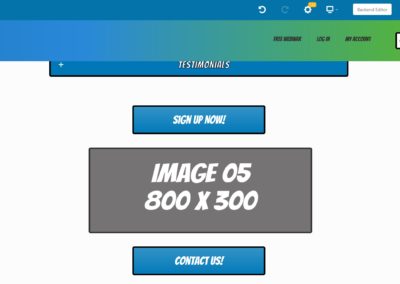 Backend Editor
FREE WEBINAR LOG IN MY ACCOUNT
+ TESTIMONIALS
SIGN UP NOW!
IMAGE 05
800 X 300
CONTACT US!